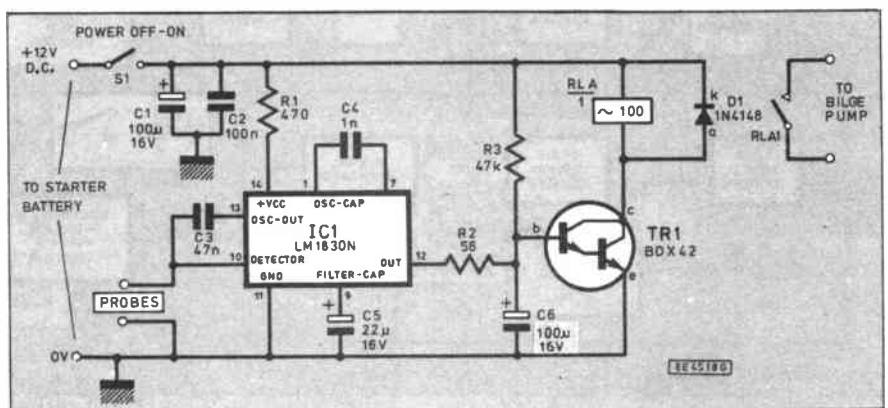 POWER OFF-ON
+12V
D.C.
S1
+
C1
100µ
16V
C2
100n
R1
470
C4
1n
RLA
1
~ 100
k
D1
1N4148
a
RLA1
TO
BILGE
PUMP
R3
47k
TO STARTER
BATTERY
14
1
7
+VCC
OSC-CAP
13
OSC-OUT
C3
47n
IC1
LM1830N
10
DETECTOR
OUT
12
GND
FILTER-CAP
11
9
R2
56
b
c
e
TR1
BDX42
PROBES
+
C5
22µ
16V
+
C6
100µ
16V
0V
EE4518G